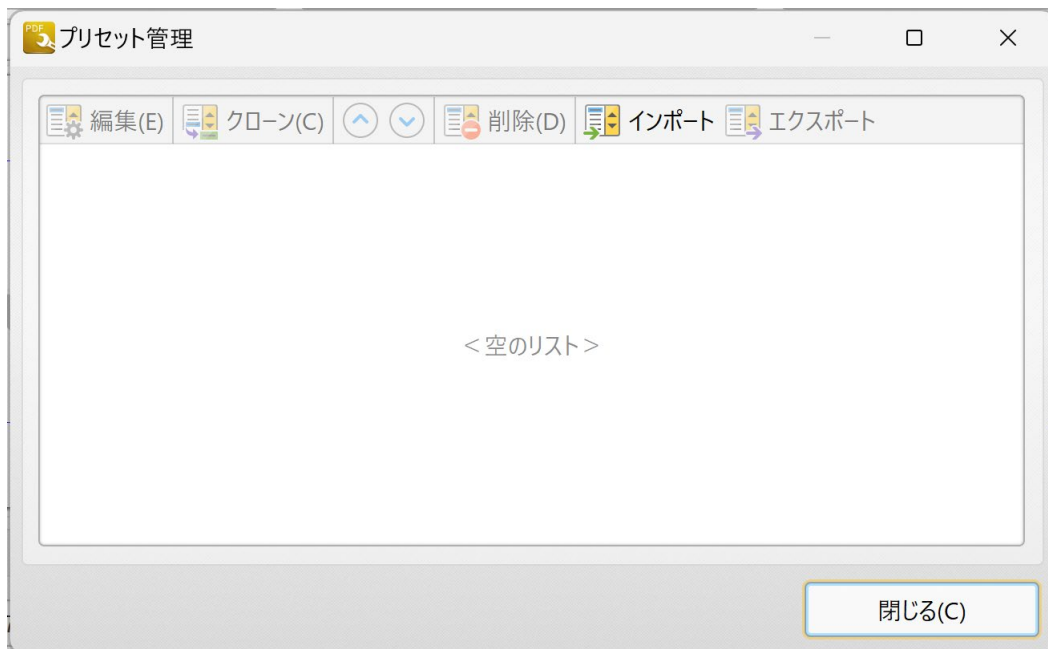 PDF
プリセット管理
編集(E) クローン(C) 削除(D) インポート エクスポート
<空のリスト>
閉じる(C)